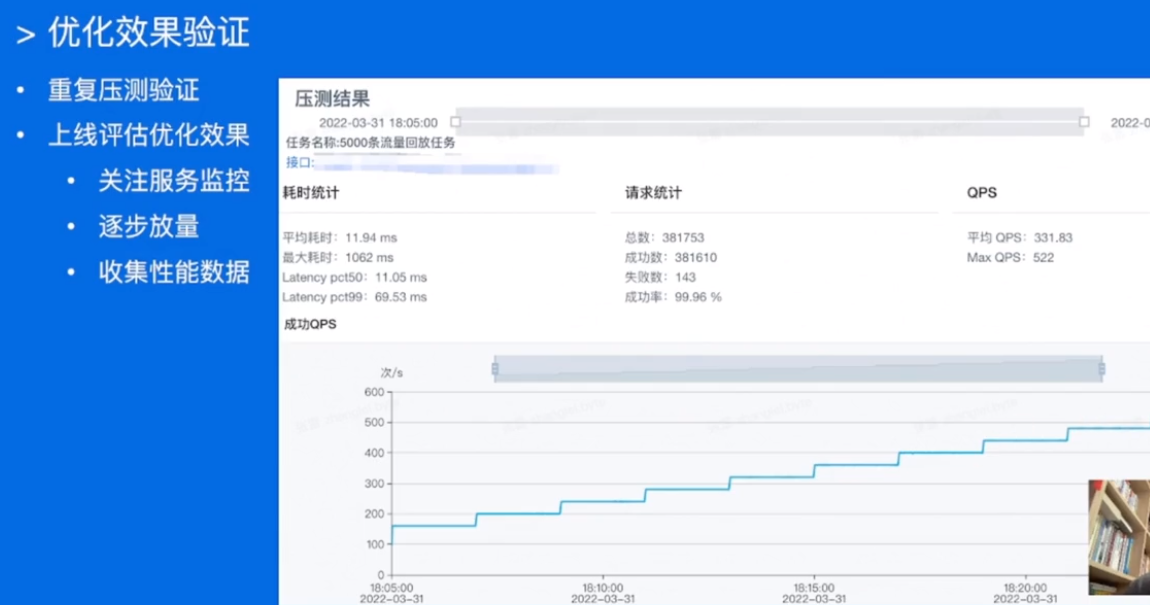 > 优化效果验证
• 重复压测验证
• 上线评估优化效果
• 关注服务监控
• 逐步放量
• 收集性能数据
压测结果
2022-03-31 18:05:00
2022-0
任务名称:5000条流量回放任务
接口:
耗时统计
平均耗时: 11.94 ms
最大耗时: 1062 ms
Latency pct50: 11.05 ms
Latency pct99: 69.53 ms
请求统计
总数: 381753
成功数: 381610
失败数: 143
成功率: 99.96 %
QPS
平均 QPS: 331.83
Max QPS: 522
成功QPS
次/s
600
500
400
300
200
100
0
18:05:00
2022-03-31
18:10:00
2022-03-31
18:15:00
2022-03-31
18:20:00
2022-03-31